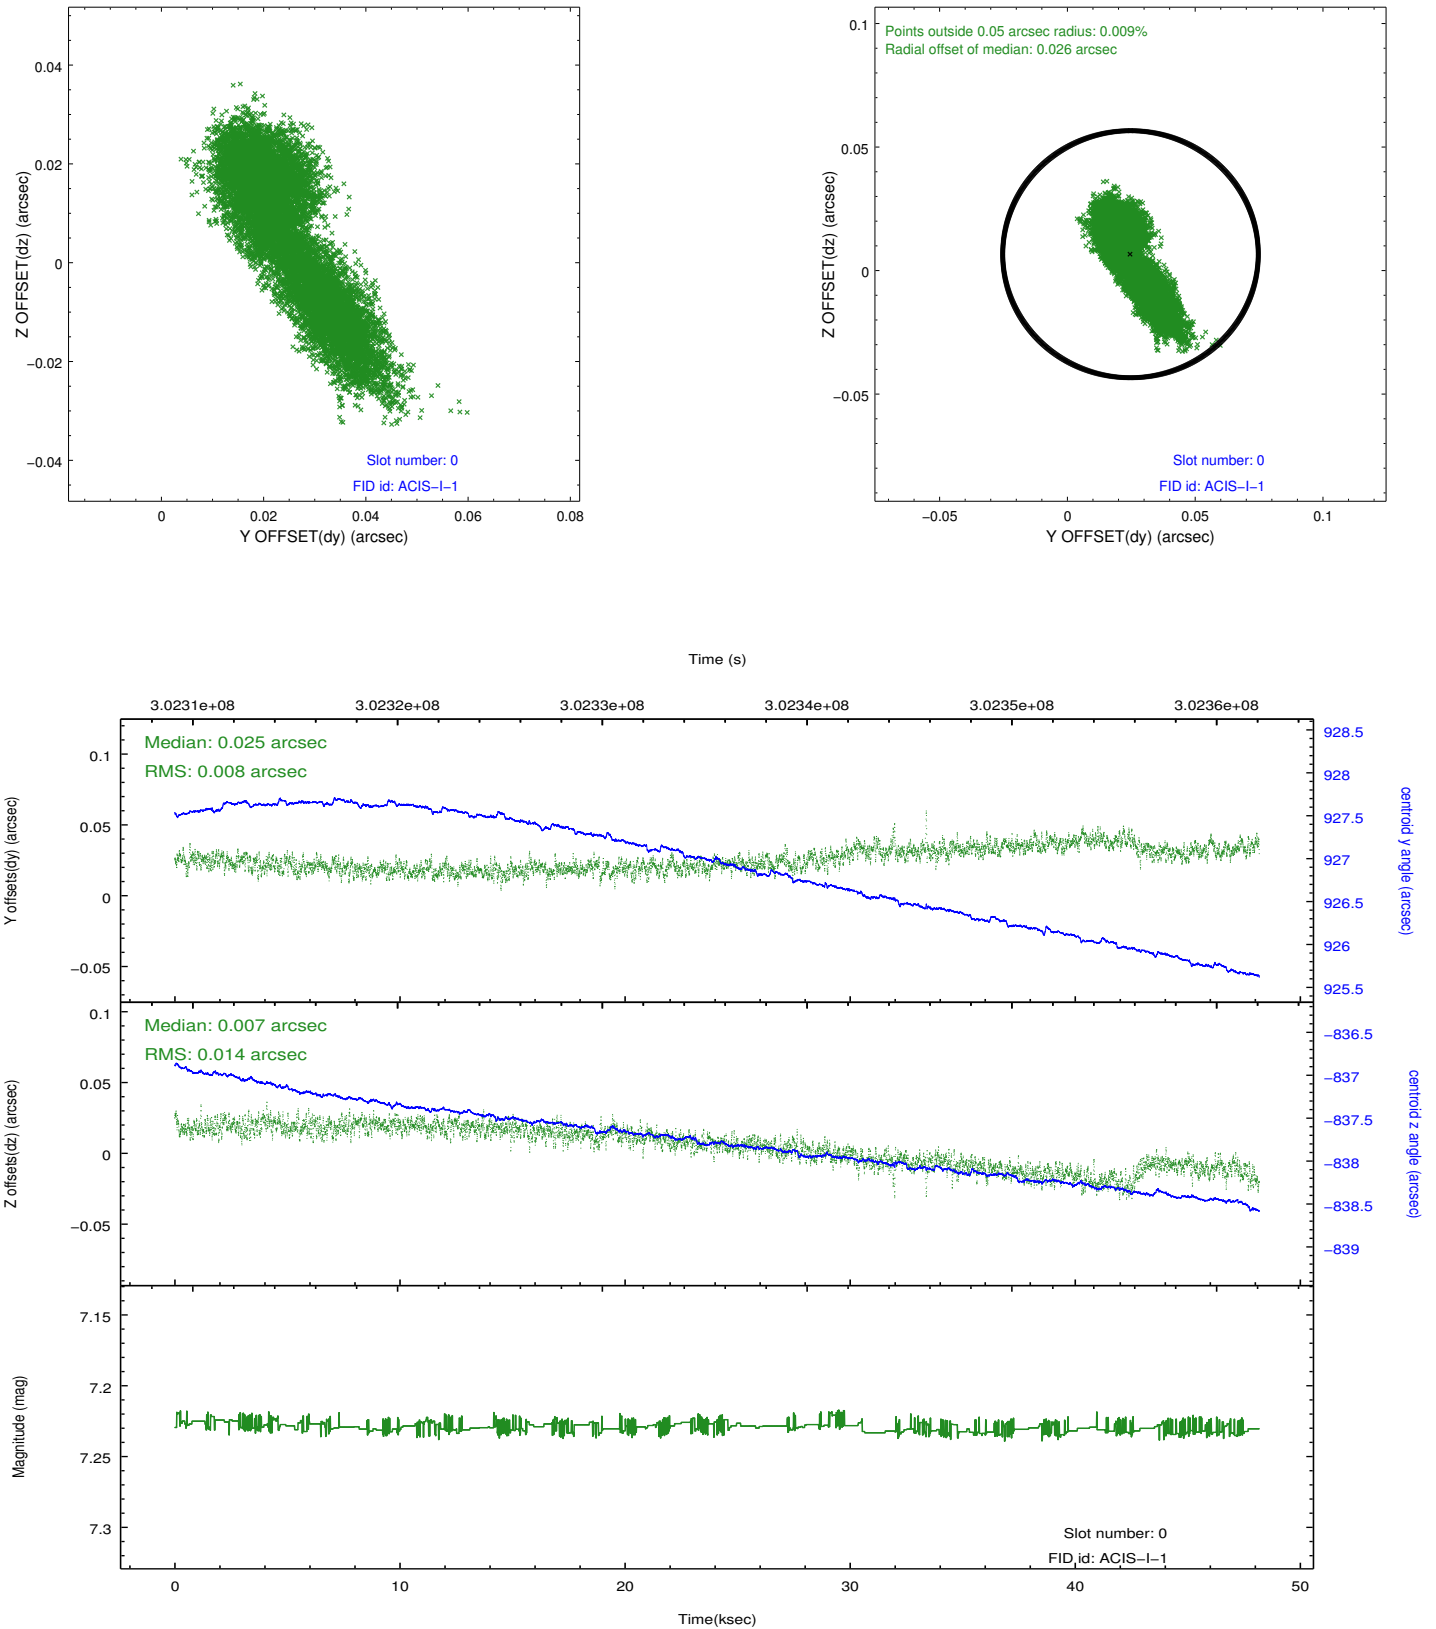 0.04
0.02
0
−0.02
−0.04
Z OFFSET(dz) (arcsec)
Slot number: 0
FID id: ACIS−I−1
0
0.02
0.04
0.06
0.08
Y OFFSET(dy) (arcsec)
Points outside 0.05 arcsec radius: 0.009%
Radial offset of median: 0.026 arcsec
0.1
0.05
0
−0.05
Z OFFSET(dz) (arcsec)
Slot number: 0
FID id: ACIS−I−1
−0.05
0
0.05
0.1
Y OFFSET(dy) (arcsec)
Time (s)
3.0231e+08
3.0232e+08
3.0233e+08
3.0234e+08
3.0235e+08
3.0236e+08
Median: 0.025 arcsec
RMS: 0.008 arcsec
0.1
0.05
0
−0.05
Y offsets(dy) (arcsec)
928.5
928
927.5
927
926.5
926
925.5
centroid y angle (arcsec)
Median: 0.007 arcsec
RMS: 0.014 arcsec
0.1
0.05
0
−0.05
Z offsets(dz) (arcsec)
−836.5
−837
−837.5
−838
−838.5
−839
centroid z angle (arcsec)
7.15
7.2
7.25
7.3
Magnitude (mag)
Slot number: 0
FID id: ACIS−I−1
0
10
20
30
40
50
Time(ksec)